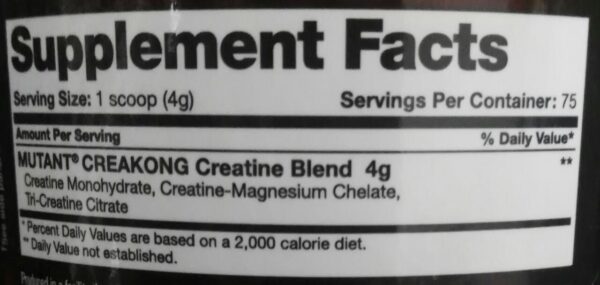 Supplement Facts
Serving Size: 1 scoop (4g) Servings Per Container: 75
Amount Per Serving % Daily Value*
MUTANT® CREAKONG Creatine Blend 4g **
Creatine Monohydrate, Creatine-Magnesium Chelate,
Tri-Creatine Citrate
*Percent Daily Values are based on a 2,000 calorie diet.
**Daily Value not established.
Produced in a